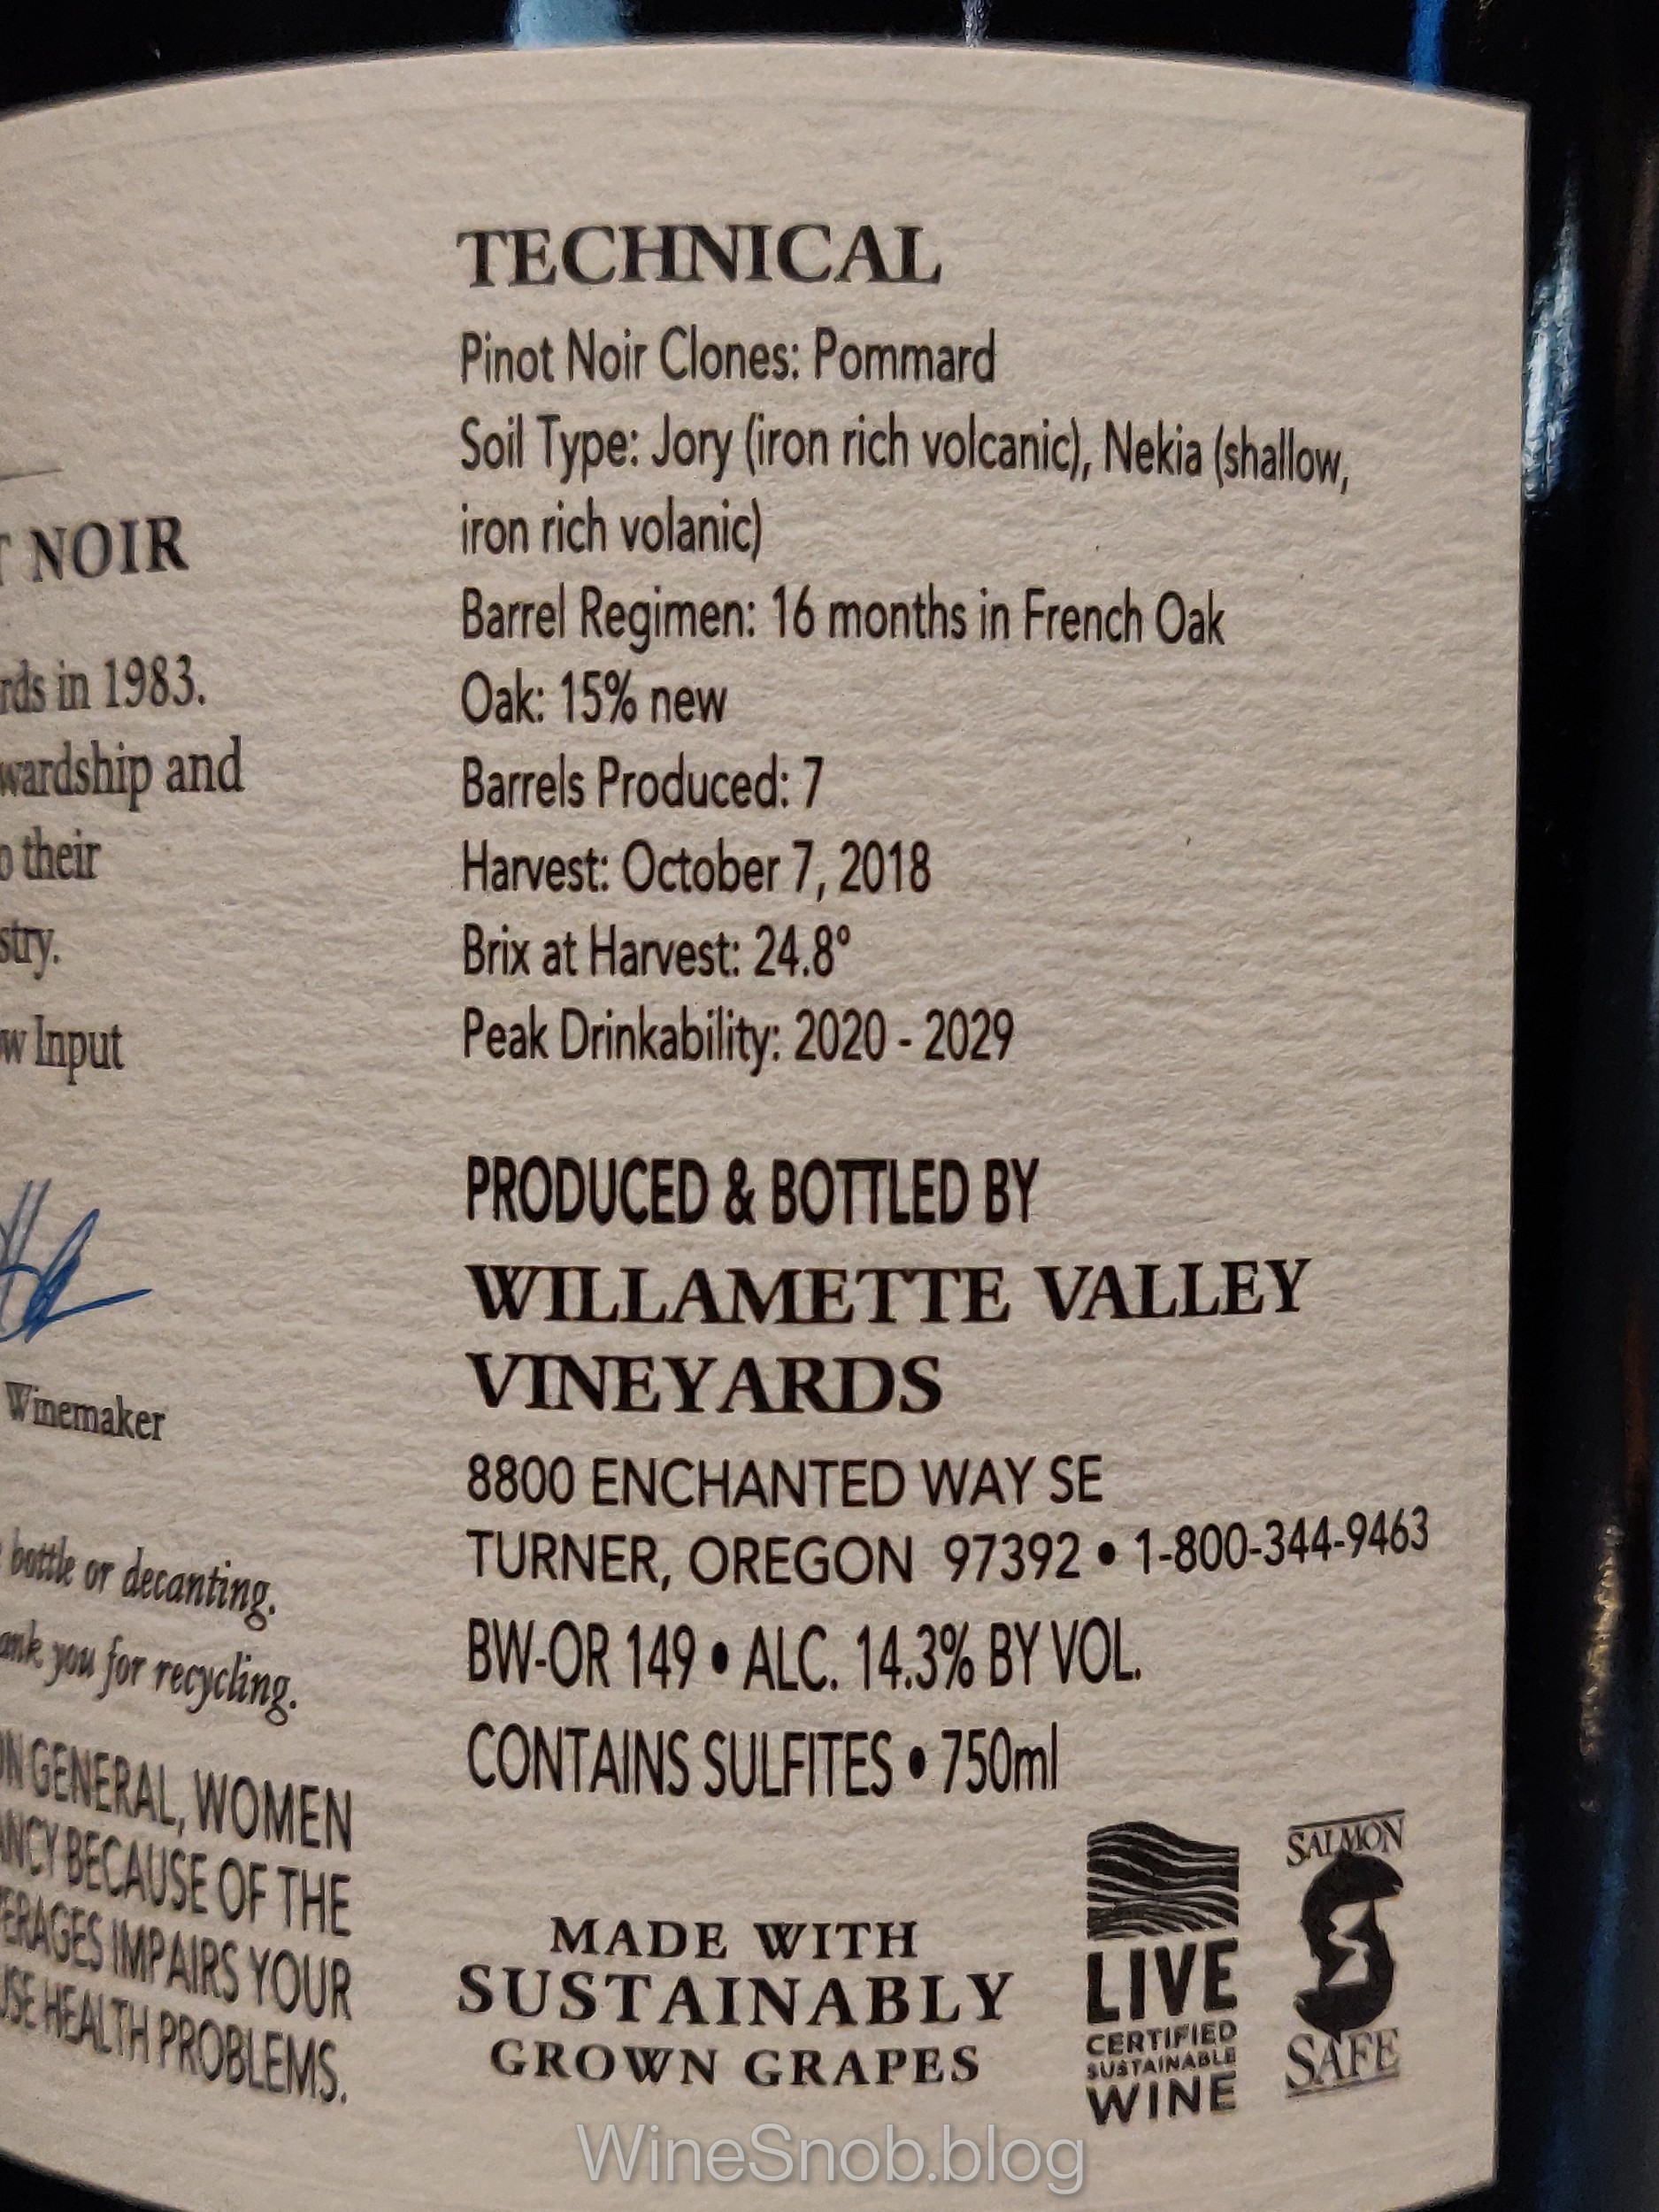 NOIR
in 1983.
and
their
Input
Winemaker
bottle or decanting.
you for recycling.
GENERAL, WOMEN
BECAUSE OF THE
IMPAIRS YOUR
HEALTH PROBLEMS.
TECHNICAL
Pinot Noir Clones: Pommard
Soil Type: Jory (iron rich volcanic), Nekia (shallow,
iron rich volanic)
Barrel Regimen: 16 months in French Oak
Oak: 15% new
Barrels Produced: 7
Harvest: October 7, 2018
Brix at Harvest: 24.8°
Peak Drinkability: 2020 - 2029
PRODUCED & BOTTLED BY
WILLAMETTE VALLEY
VINEYARDS
8800 ENCHANTED WAY SE
TURNER, OREGON 97392 • 1-800-344-9463
BW-OR 149 • ALC. 14.3% BY VOL.
CONTAINS SULFITES • 750ml
MADE WITH
SUSTAINABLY
GROWN GRAPES
LIVE
CERTIFIED
SUSTAINABLE
WINE
SALMON
SAFE
WineSnob.blog